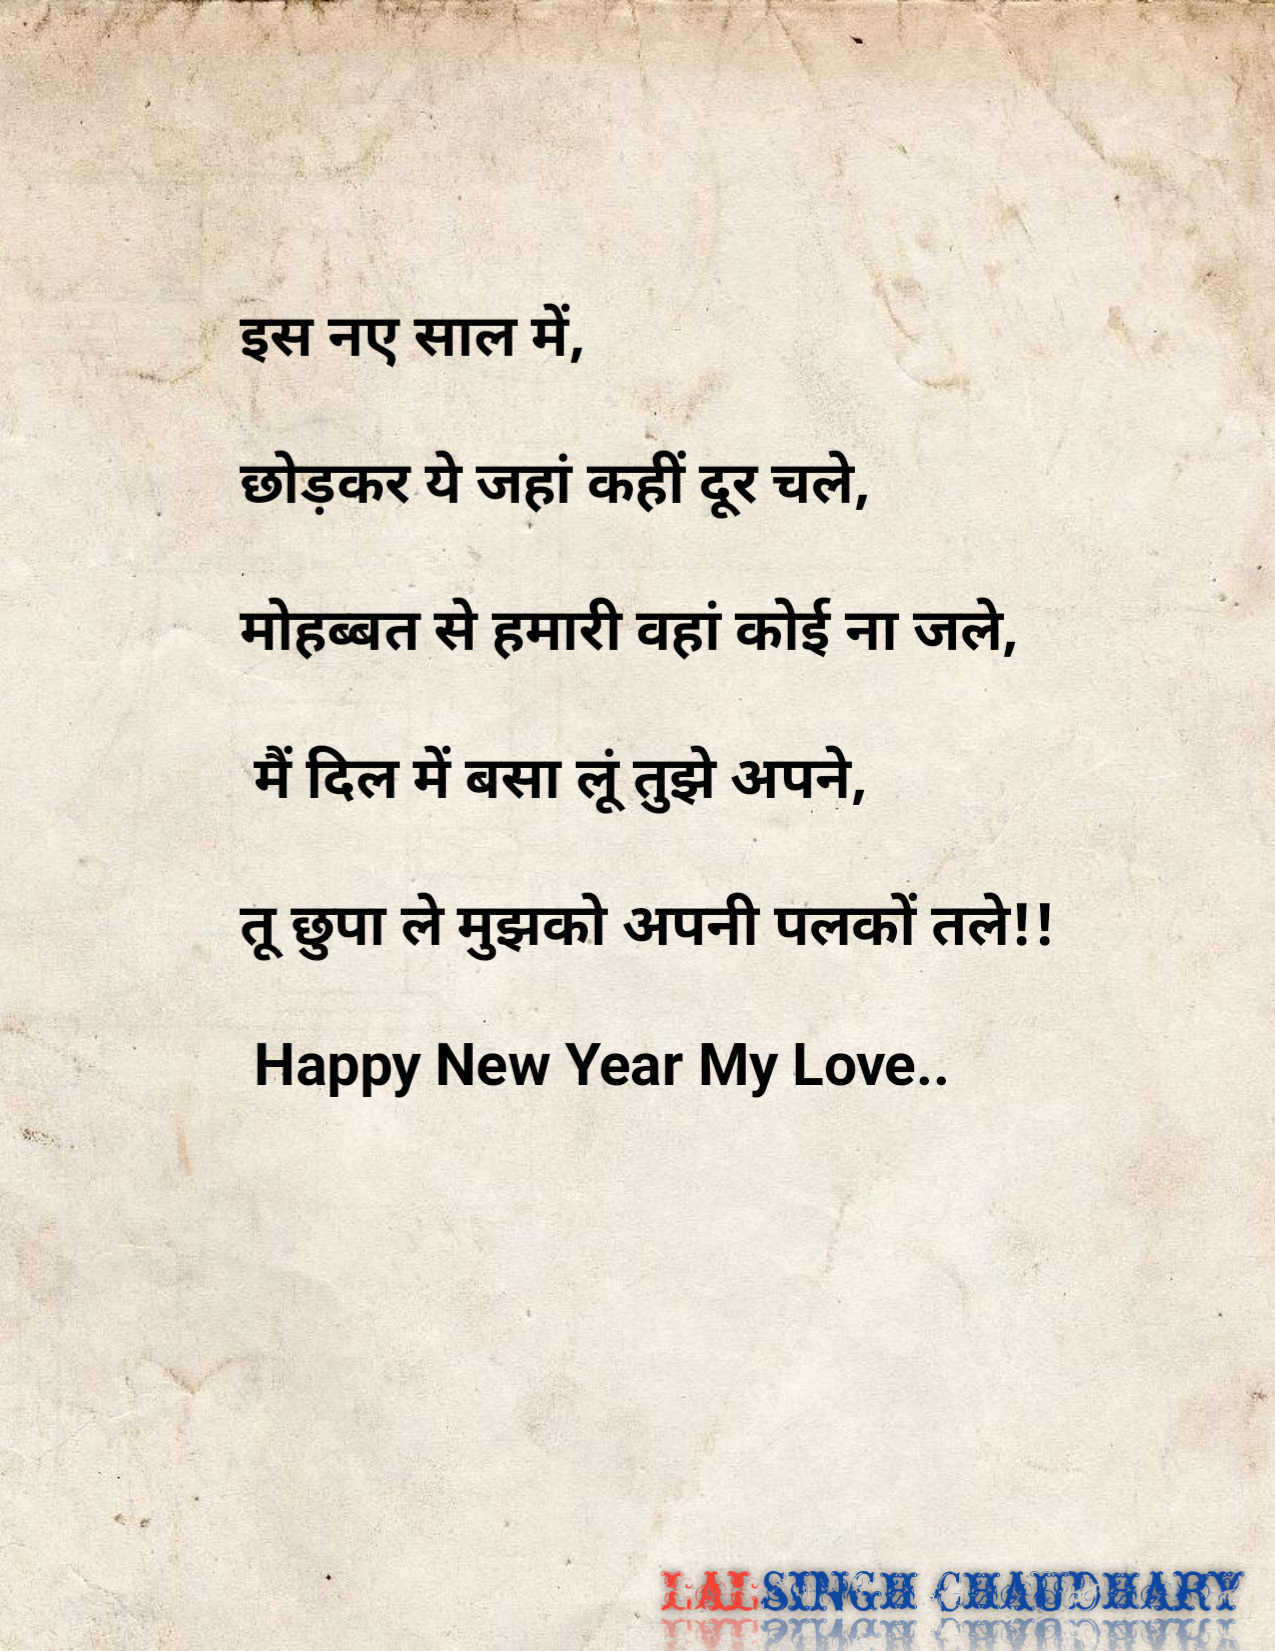 इस नए साल में,
छोड़कर ये जहां कहीं दूर चले,
मोहब्बत से हमारी वहां कोई ना जले,
मैं दिल में बसा लूं तुझे अपने,
तू छुपा ले मुझको अपनी पलकों तले!!
Happy New Year My Love..
LALSINGH CHAUDHARY